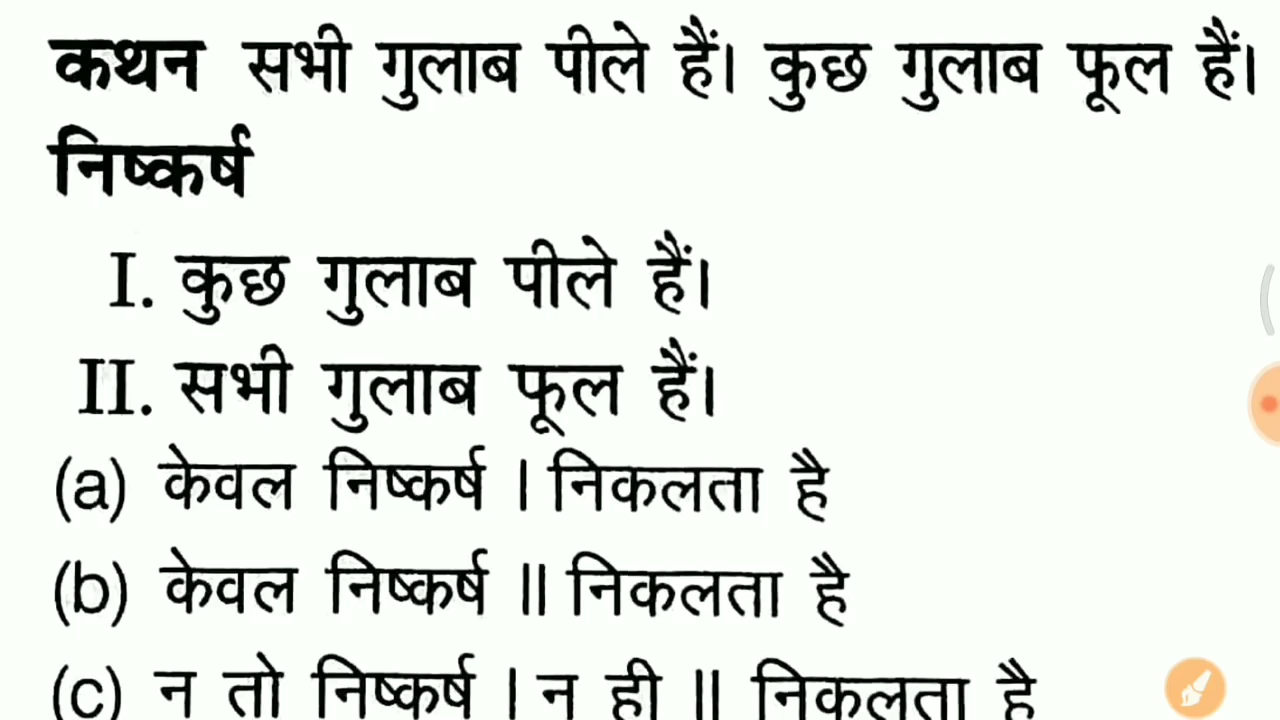 कथन सभी गुलाब पीले हैं। कुछ गुलाब फूल हैं।
निष्कर्ष
I. कुछ गुलाब पीले हैं।
II. सभी गुलाब फूल हैं।
(a) केवल निष्कर्ष I निकलता है
(b) केवल निष्कर्ष II निकलता है
(c) न तो निष्कर्ष I न ही II निकलता है